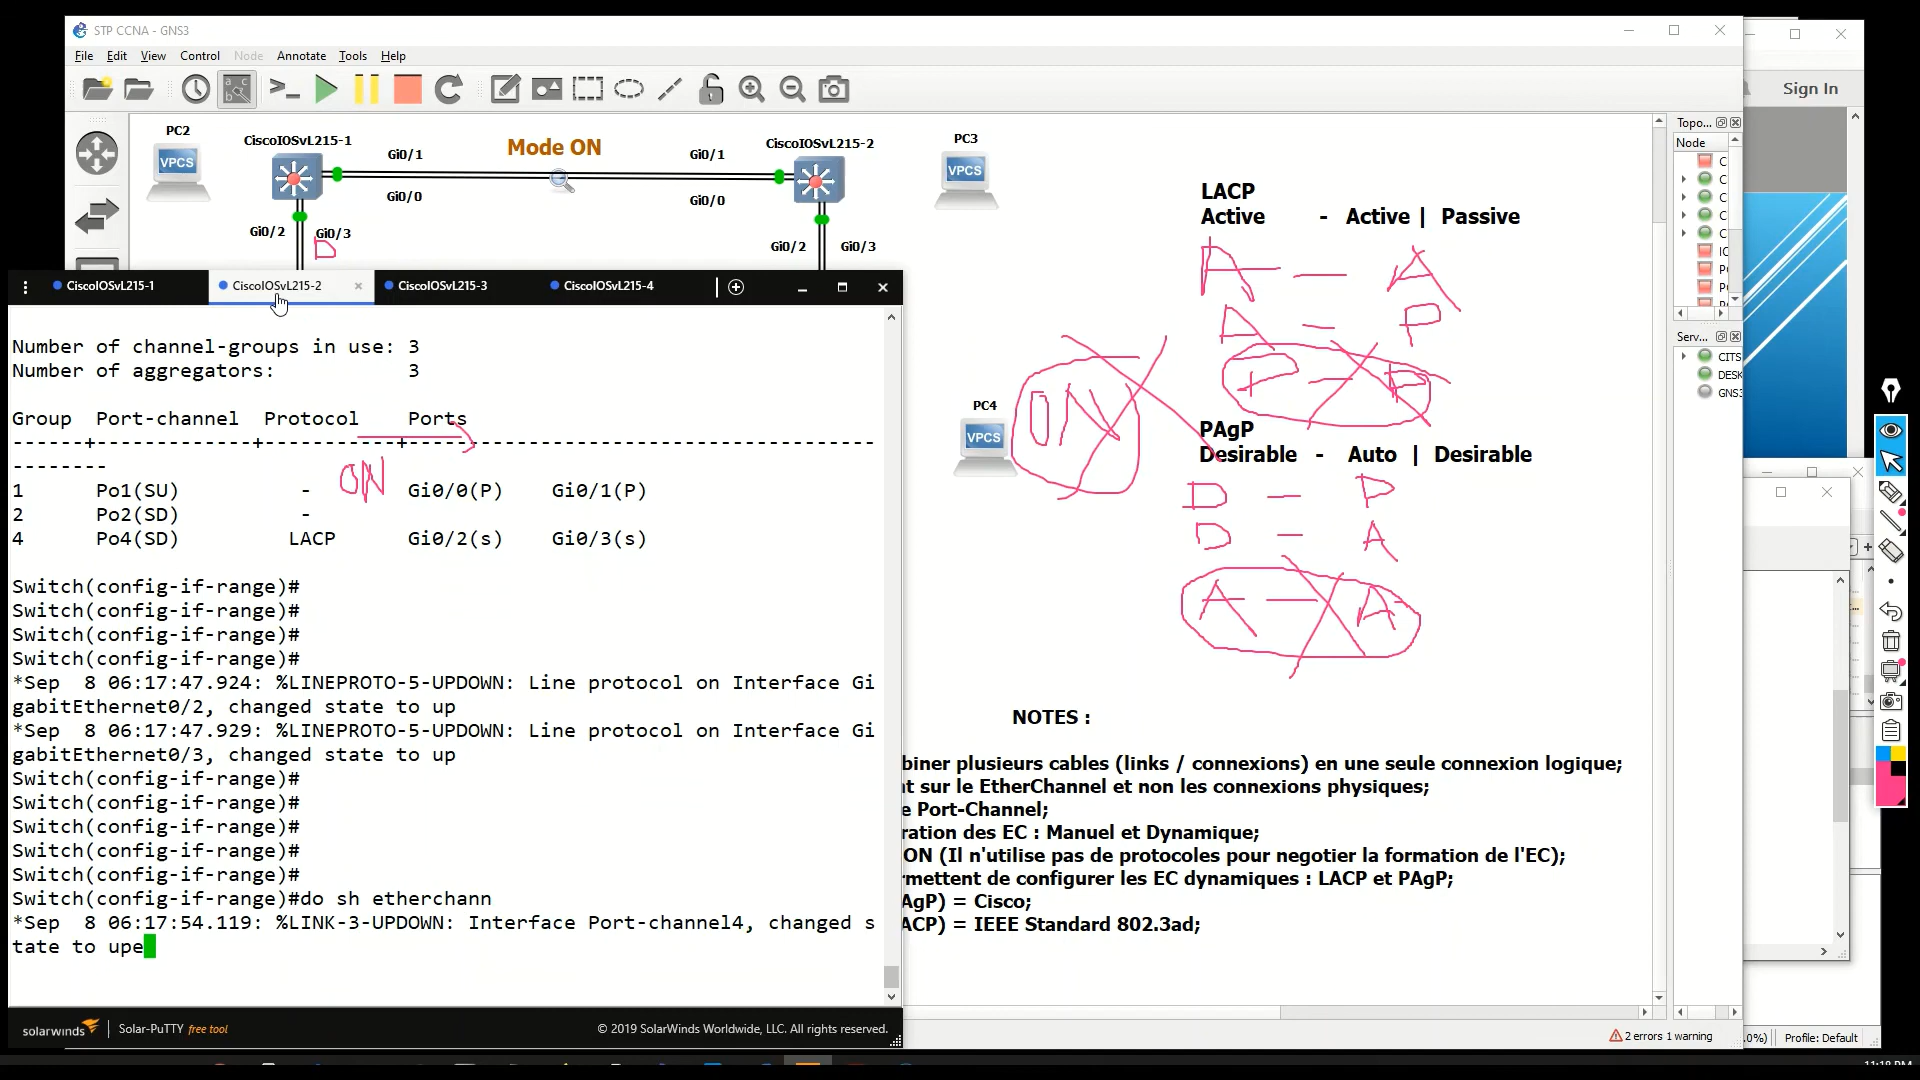 STP CCNA - GNS3
File Edit View Control Node Annotate Tools Help
Sign In
PC2
VPCS
CiscoIOSvL215-1
Gi0/1
Mode ON
Gi0/1
CiscoIOSvL215-2
PC3
VPCS
Gi0/0
Gi0/0
Gi0/2
Gi0/3
D
Gi0/2
Gi0/3
LACP
Active - Active | Passive
A — A
A — P
P — P
ON
PC4
VPCS
PAgP
Desirable - Auto | Desirable
D — P
D — A
A — A
NOTES :
biner plusieurs cables (links / connexions) en une seule connexion logique;
t sur le EtherChannel et non les connexions physiques;
e Port-Channel;
ration des EC : Manuel et Dynamique;
ON (Il n'utilise pas de protocoles pour negotier la formation de l'EC);
rmettent de configurer les EC dynamiques : LACP et PAgP;
AgP) = Cisco;
ACP) = IEEE Standard 802.3ad;
Topo...
Node
C
C
C
C
C
IO
P
P
P
Serv...
CITS
DESK
GNS3
CiscoIOSvL215-1
CiscoIOSvL215-2
CiscoIOSvL215-3
CiscoIOSvL215-4
Number of channel-groups in use: 3
Number of aggregators: 3
Group Port-channel Protocol Ports
------+-------------+-----------+---------------------------------------
--------
1 Po1(SU) - ON Gi0/0(P) Gi0/1(P)
2 Po2(SD) -
4 Po4(SD) LACP Gi0/2(s) Gi0/3(s)
Switch(config-if-range)#
Switch(config-if-range)#
Switch(config-if-range)#
Switch(config-if-range)#
*Sep 8 06:17:47.924: %LINEPROTO-5-UPDOWN: Line protocol on Interface Gi
gabitEthernet0/2, changed state to up
*Sep 8 06:17:47.929: %LINEPROTO-5-UPDOWN: Line protocol on Interface Gi
gabitEthernet0/3, changed state to up
Switch(config-if-range)#
Switch(config-if-range)#
Switch(config-if-range)#
Switch(config-if-range)#
Switch(config-if-range)#
Switch(config-if-range)#do sh etherchann
*Sep 8 06:17:54.119: %LINK-3-UPDOWN: Interface Port-channel4, changed s
tate to upe
solarwinds | Solar-PuTTY free tool
© 2019 SolarWinds Worldwide, LLC. All rights reserved.
2 errors 1 warning
.0%) Profile: Default